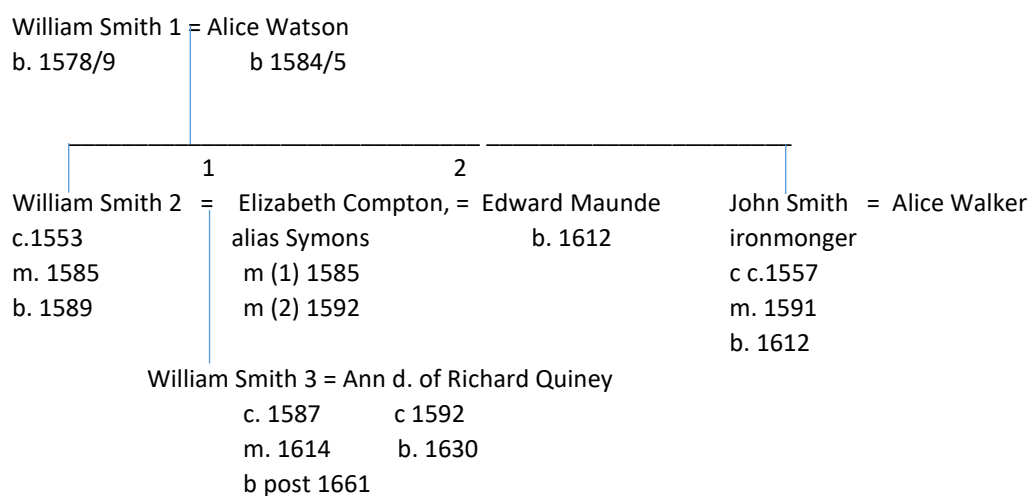 William Smith 1 = Alice Watson
b. 1578/9 b 1584/5
1 2
William Smith 2 = Elizabeth Compton, = Edward Maunde John Smith = Alice Walker
c.1553 alias Symons b. 1612 ironmonger
m. 1585 m (1) 1585 c c.1557
b. 1589 m (2) 1592 m. 1591
b. 1612
William Smith 3 = Ann d. of Richard Quiney
c. 1587 c 1592
m. 1614 b. 1630
b post 1661